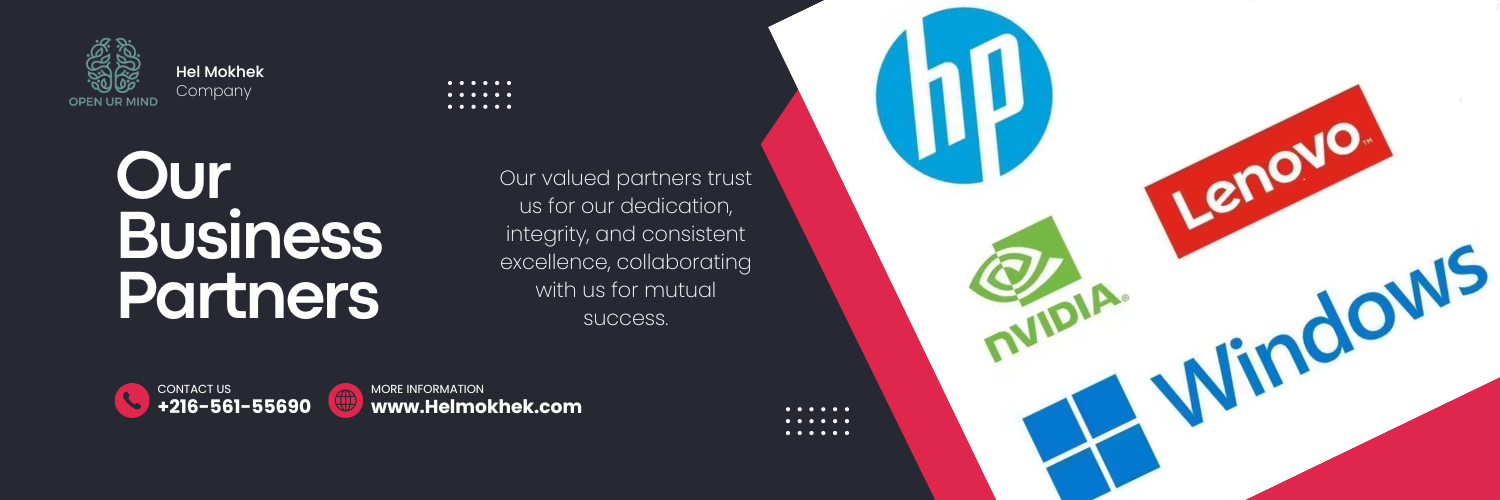 OPEN UR MIND
Hel Mokhek
Company
Our
Business
Partners
Our valued partners trust
us for our dedication,
integrity, and consistent
excellence, collaborating
with us for mutual
success.
CONTACT US
+216-561-55690
MORE INFORMATION
www.Helmokhek.com
hp
Lenovo™
NVIDIA®
Windows